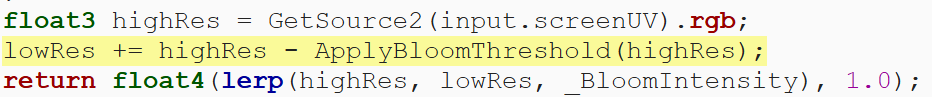 float3 highRes = GetSource2(input.screenUV).rgb;
lowRes += highRes - ApplyBloomThreshold(highRes);
return float4(lerp(highRes, lowRes, _BloomIntensity), 1.0);